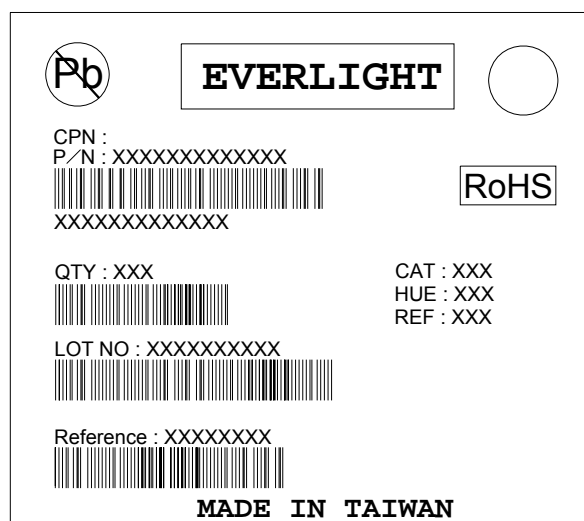 Pb
EVERLIGHT
CPN :
P/N : XXXXXXXXXXXXX
RoHS
XXXXXXXXXXXXX
QTY : XXX
CAT : XXX
HUE : XXX
REF : XXX
LOT NO : XXXXXXXXXX
Reference : XXXXXXXX
MADE IN TAIWAN